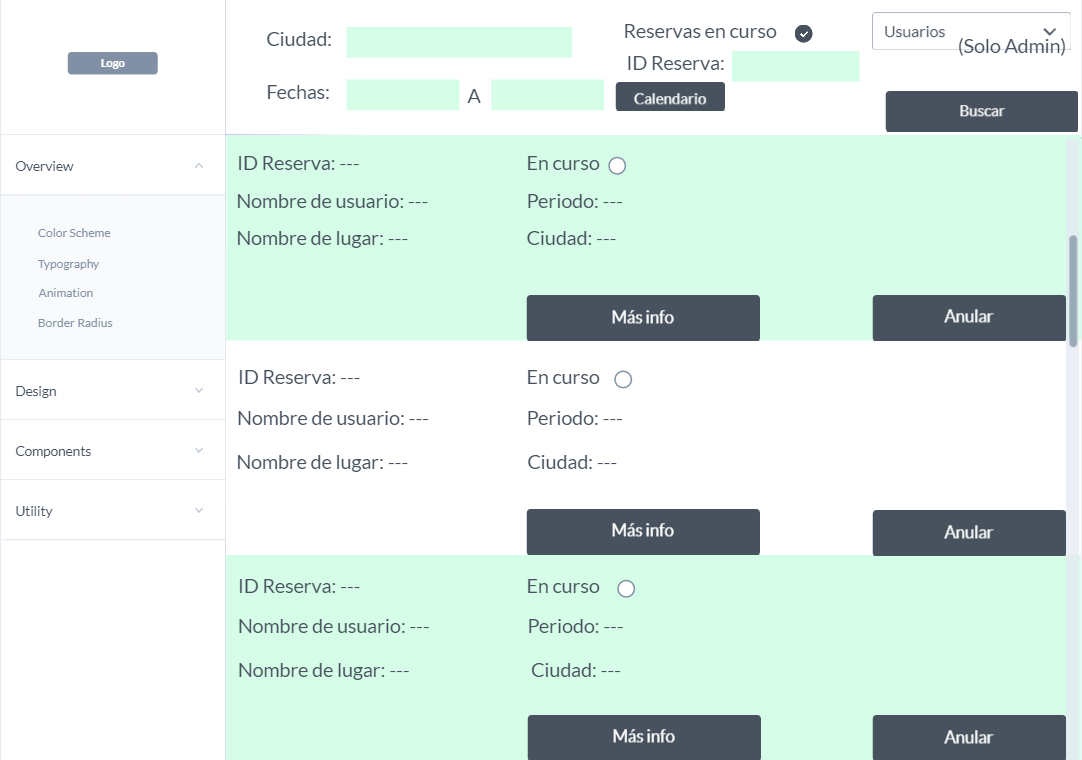 Logo
Overview
Color Scheme
Typography
Animation
Border Radius
Design
Components
Utility
Ciudad:
Reservas en curso
Usuarios
(Solo Admin)
ID Reserva:
Fechas:
A
Calendario
Buscar
ID Reserva: ---
En curso
Nombre de usuario: ---
Periodo: ---
Nombre de lugar: ---
Ciudad: ---
Más info
Anular
ID Reserva: ---
En curso
Nombre de usuario: ---
Periodo: ---
Nombre de lugar: ---
Ciudad: ---
Más info
Anular
ID Reserva: ---
En curso
Nombre de usuario: ---
Periodo: ---
Nombre de lugar: ---
Ciudad: ---
Más info
Anular